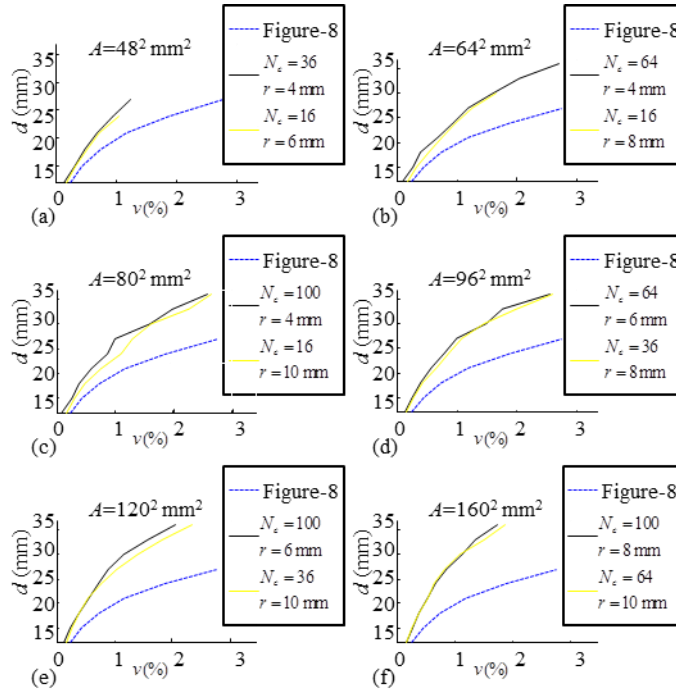 A=48² mm²
35
30
25
20
15
d (mm)
0
1
2
3
v(%)
(a)
Figure-8
N_c = 36
r = 4 mm
N_c = 16
r = 6 mm
A=64² mm²
35
30
25
20
15
d (mm)
0
1
2
3
v(%)
(b)
Figure-8
N_c = 64
r = 4 mm
N_c = 16
r = 8 mm
A=80² mm²
35
30
25
20
15
d (mm)
0
1
2
3
v(%)
(c)
Figure-8
N_c = 100
r = 4 mm
N_c = 16
r = 10 mm
A=96² mm²
35
30
25
20
15
d (mm)
0
1
2
3
v(%)
(d)
Figure-8
N_c = 64
r = 6 mm
N_c = 36
r = 8 mm
A=120² mm²
35
30
25
20
15
d (mm)
0
1
2
3
v(%)
(e)
Figure-8
N_c = 100
r = 6 mm
N_c = 36
r = 10 mm
A=160² mm²
35
30
25
20
15
d (mm)
0
1
2
3
v(%)
(f)
Figure-8
N_c = 100
r = 8 mm
N_c = 64
r = 10 mm